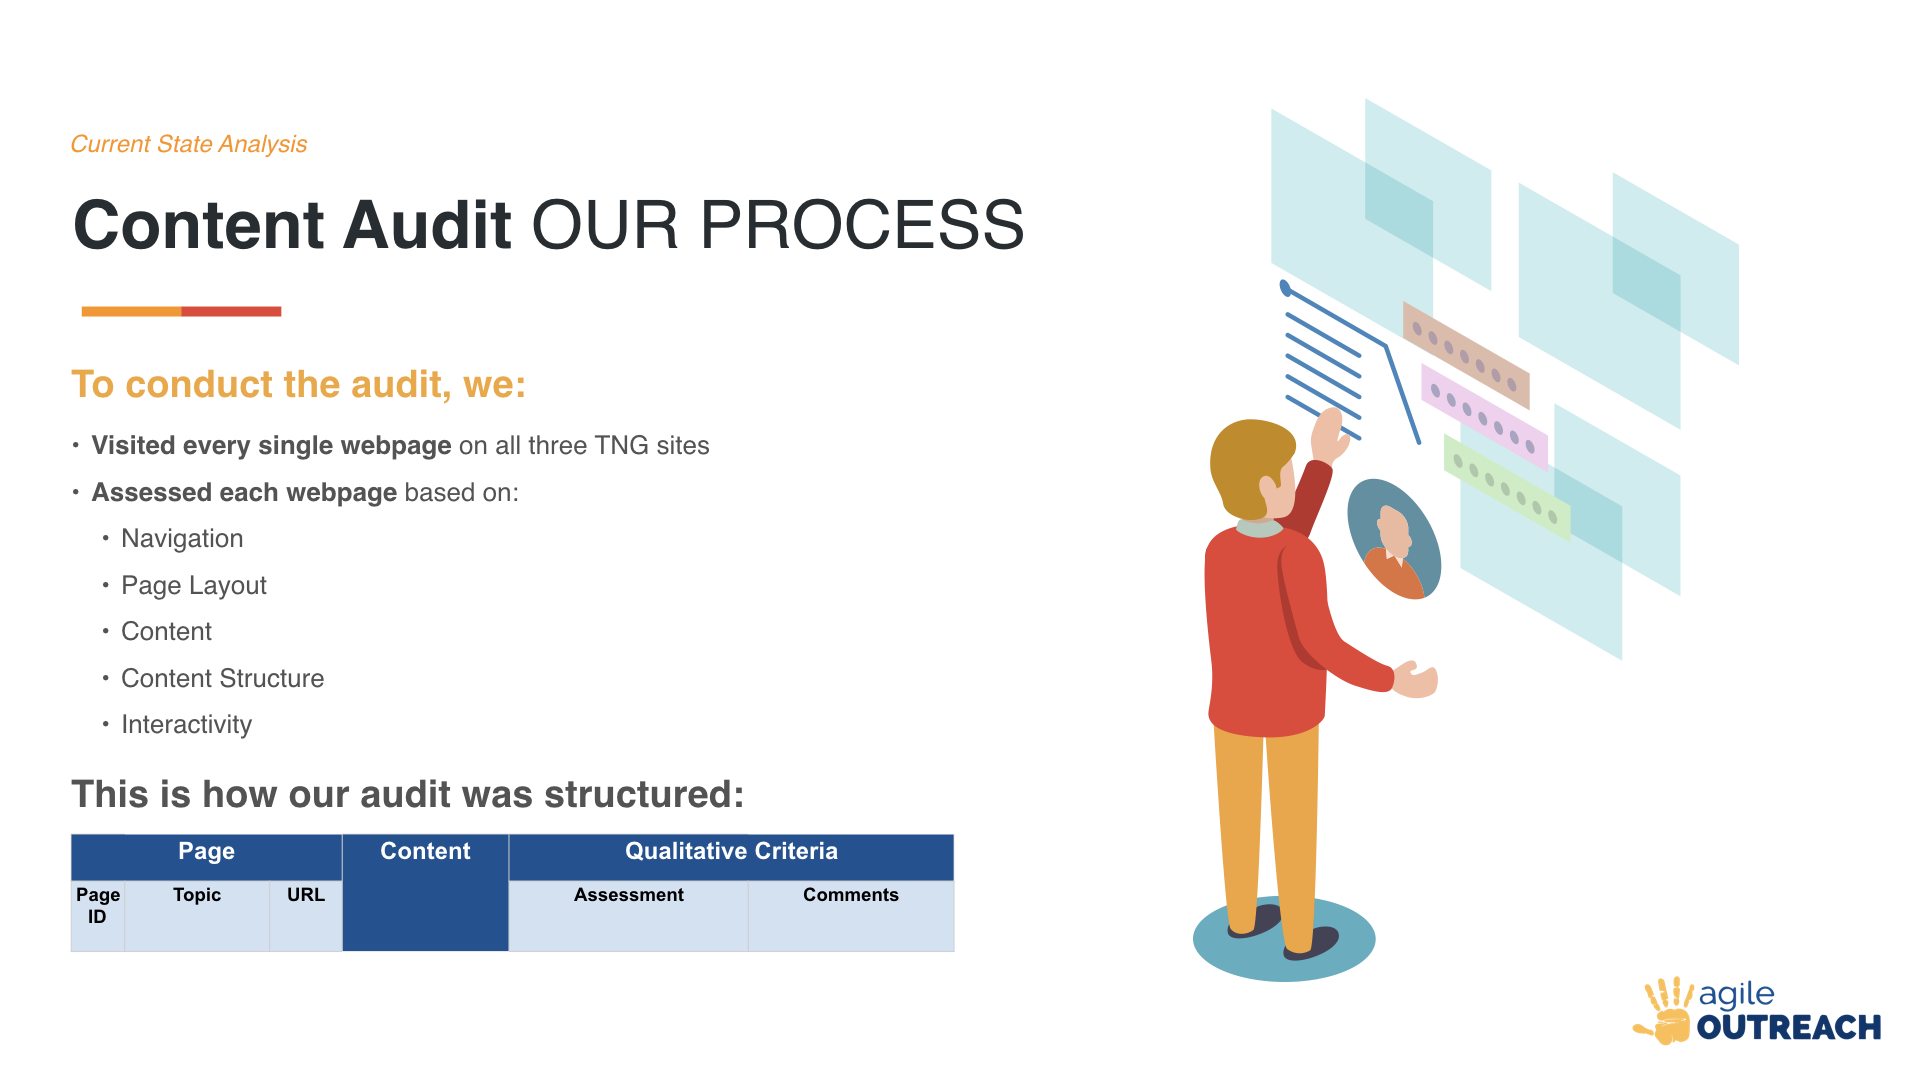 Current State Analysis
Content Audit OUR PROCESS
To conduct the audit, we:
• Visited every single webpage on all three TNG sites
• Assessed each webpage based on:
• Navigation
• Page Layout
• Content
• Content Structure
• Interactivity
This is how our audit was structured:
Page Content Qualitative Criteria
Page Topic URL Assessment Comments
ID
agile
OUTREACH